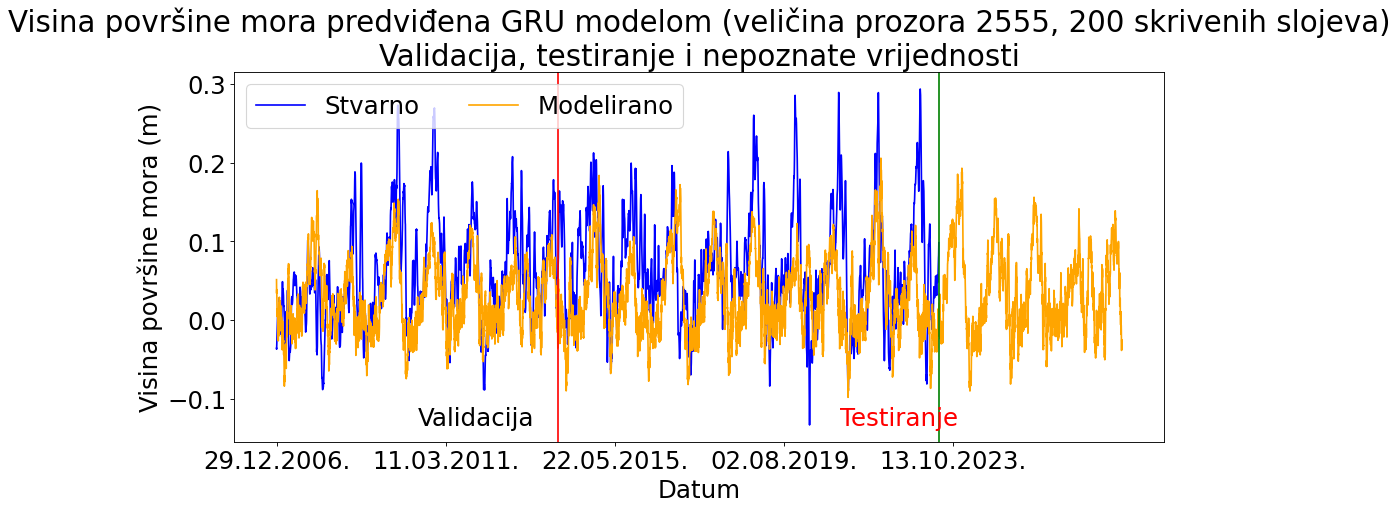 Visina površine mora predviđena GRU modelom (veličina prozora 2555, 200 skrivenih slojeva)
Validacija, testiranje i nepoznate vrijednosti
Stvarno Modelirano
Visina površine mora (m)
0.3
0.2
0.1
0.0
−0.1
Validacija Testiranje
29.12.2006. 11.03.2011. 22.05.2015. 02.08.2019. 13.10.2023.
Datum